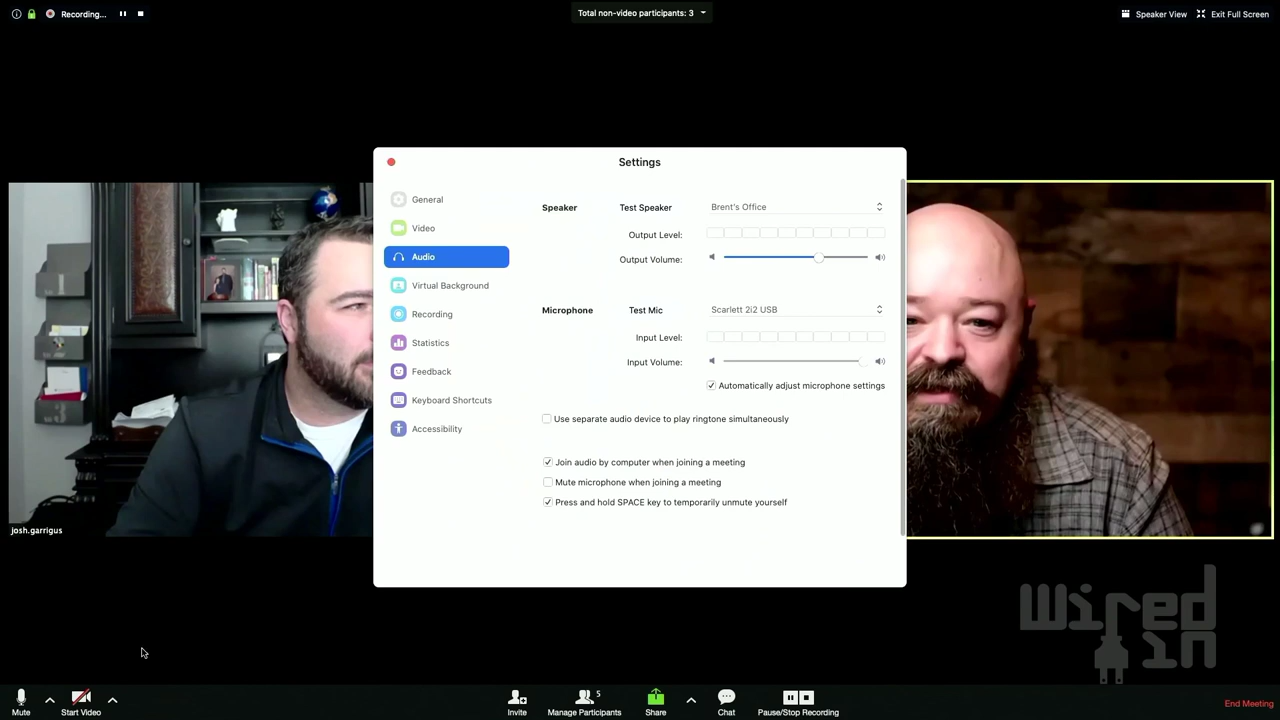 Recording...
Total non-video participants: 3
Speaker View
Exit Full Screen
Settings
General
Video
Audio
Virtual Background
Recording
Statistics
Feedback
Keyboard Shortcuts
Accessibility
Speaker
Test Speaker
Brent's Office
Output Level:
Output Volume:
Microphone
Test Mic
Scarlett 2i2 USB
Input Level:
Input Volume:
Automatically adjust microphone settings
Use separate audio device to play ringtone simultaneously
Join audio by computer when joining a meeting
Mute microphone when joining a meeting
Press and hold SPACE key to temporarily unmute yourself
josh.garrigus
wired
in
Mute
Start Video
Invite
5
Manage Participants
Share
Chat
Pause/Stop Recording
End Meeting